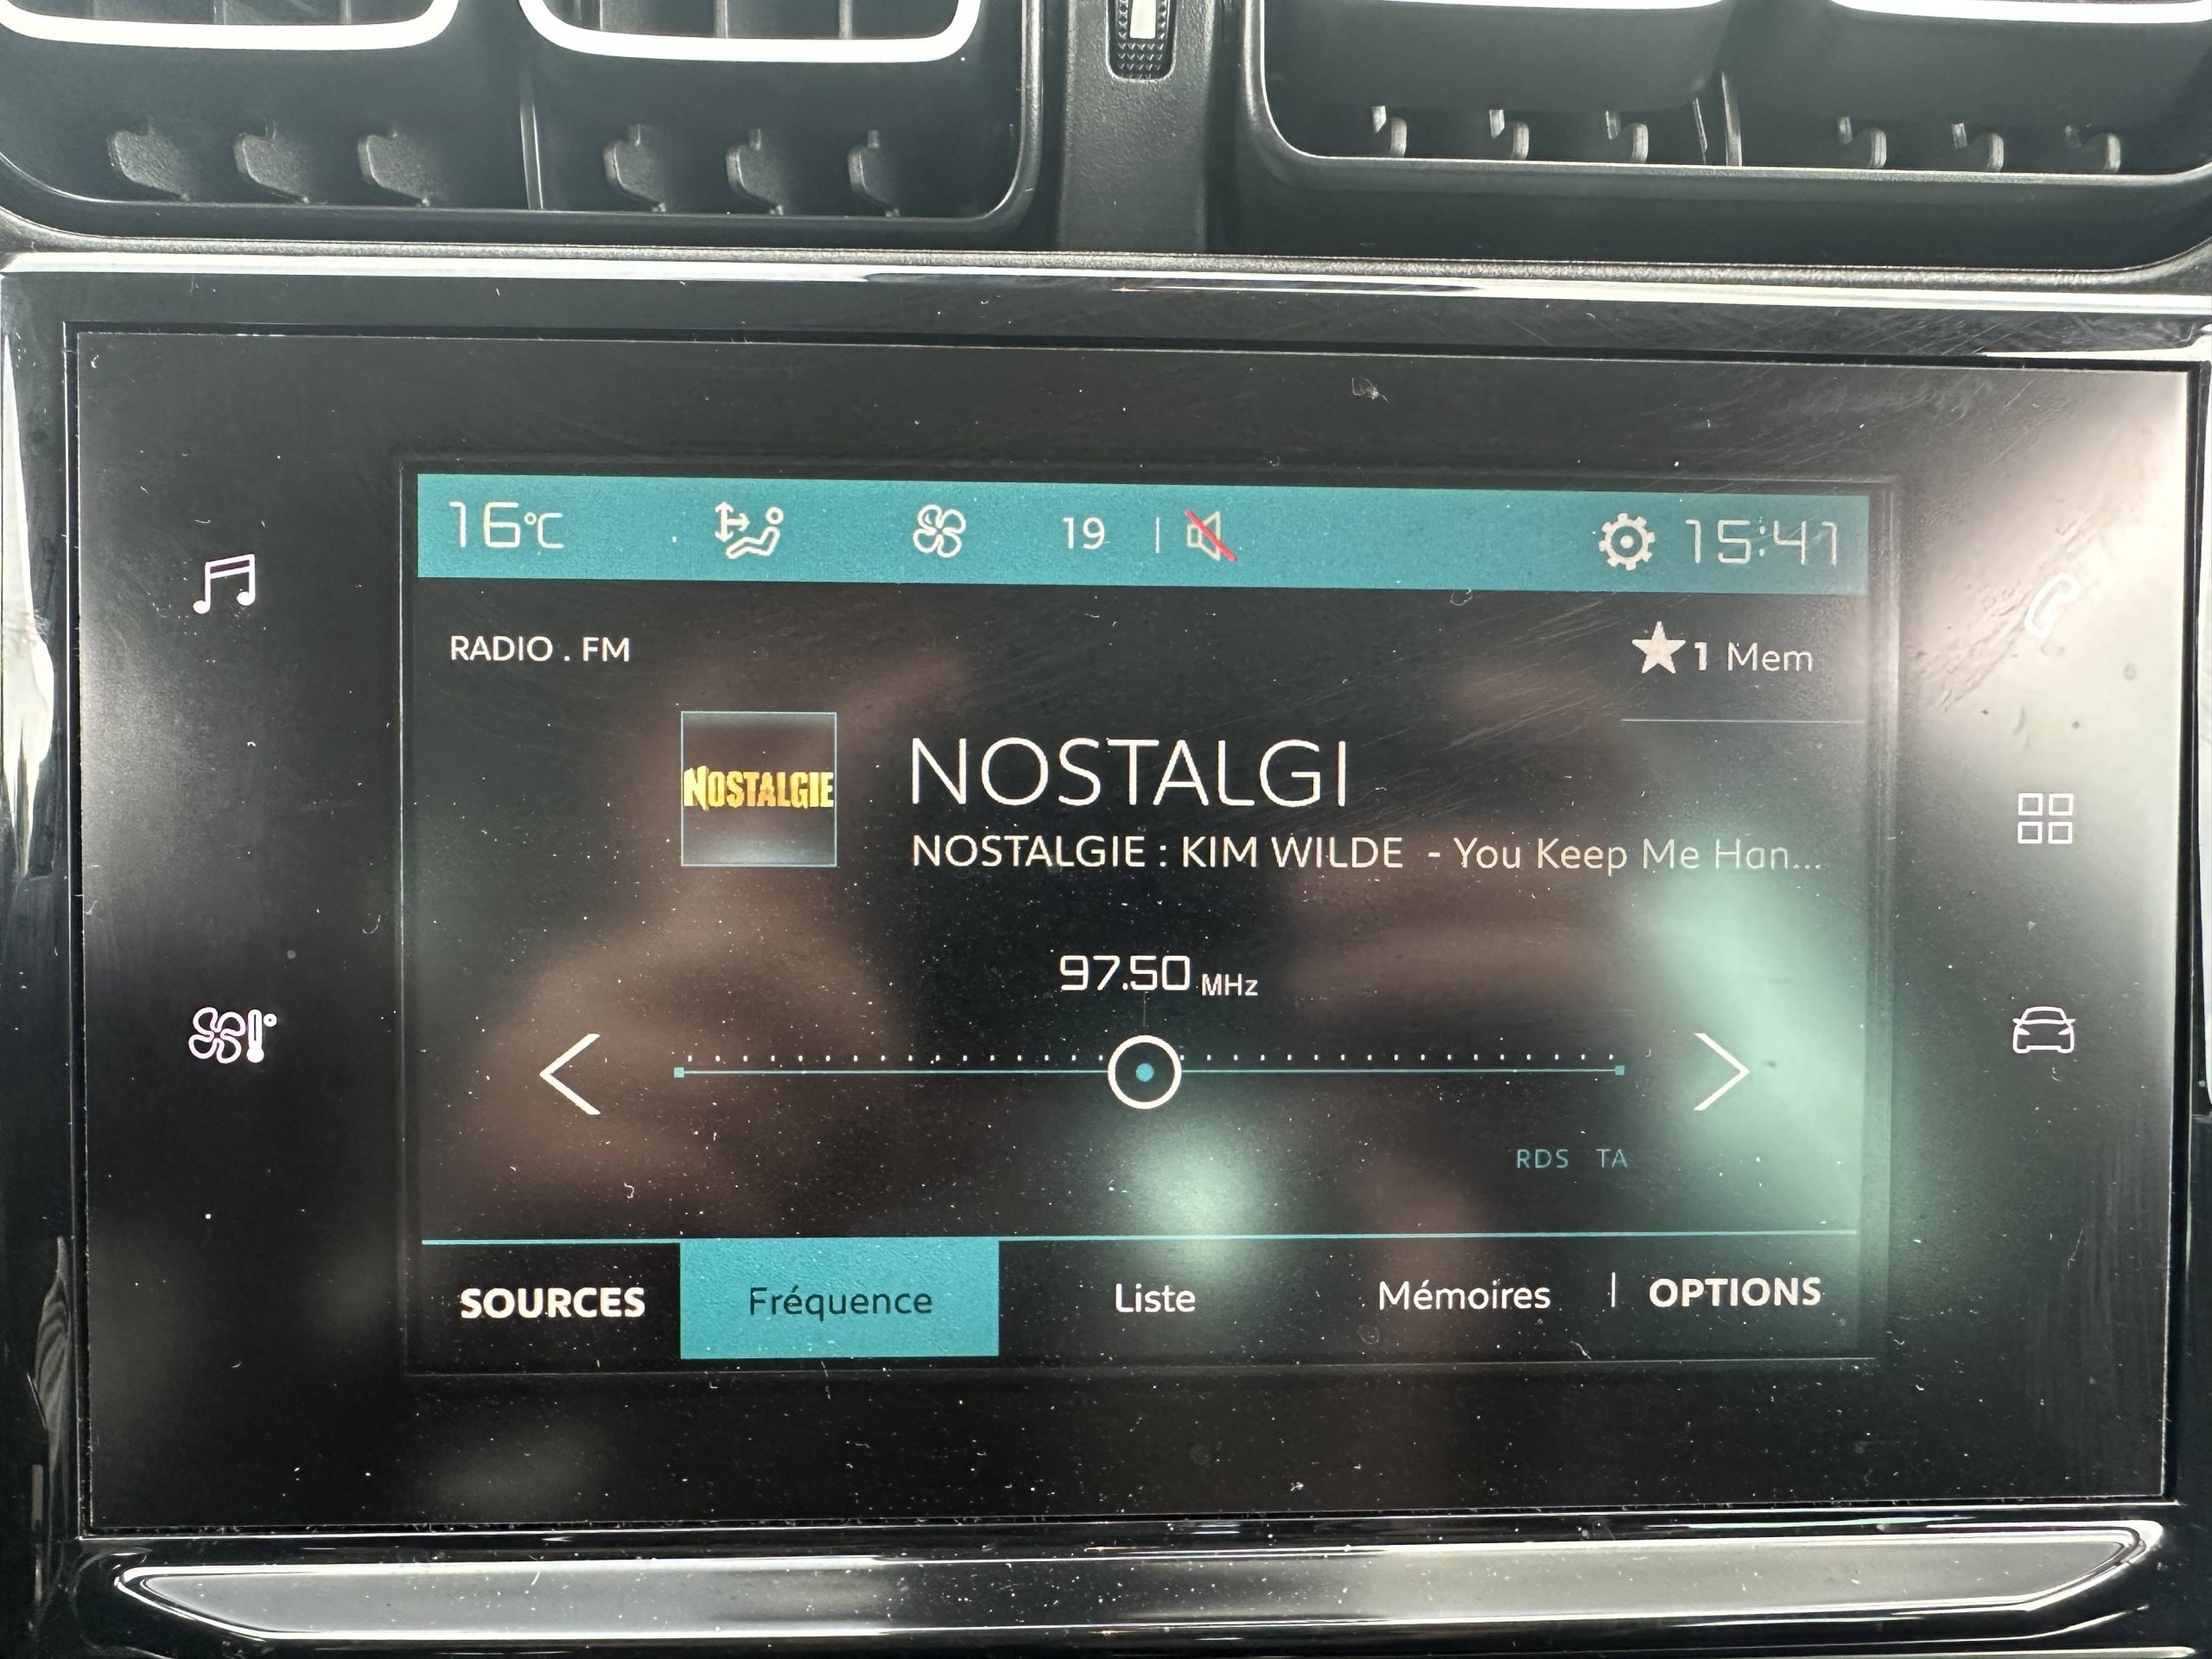 16°C 19 15:41
RADIO . FM
1 Mem
NOSTALGIE
NOSTALGI
NOSTALGIE : KIM WILDE - You Keep Me Han...
97.50 MHz
RDS TA
SOURCES Fréquence Liste Mémoires OPTIONS